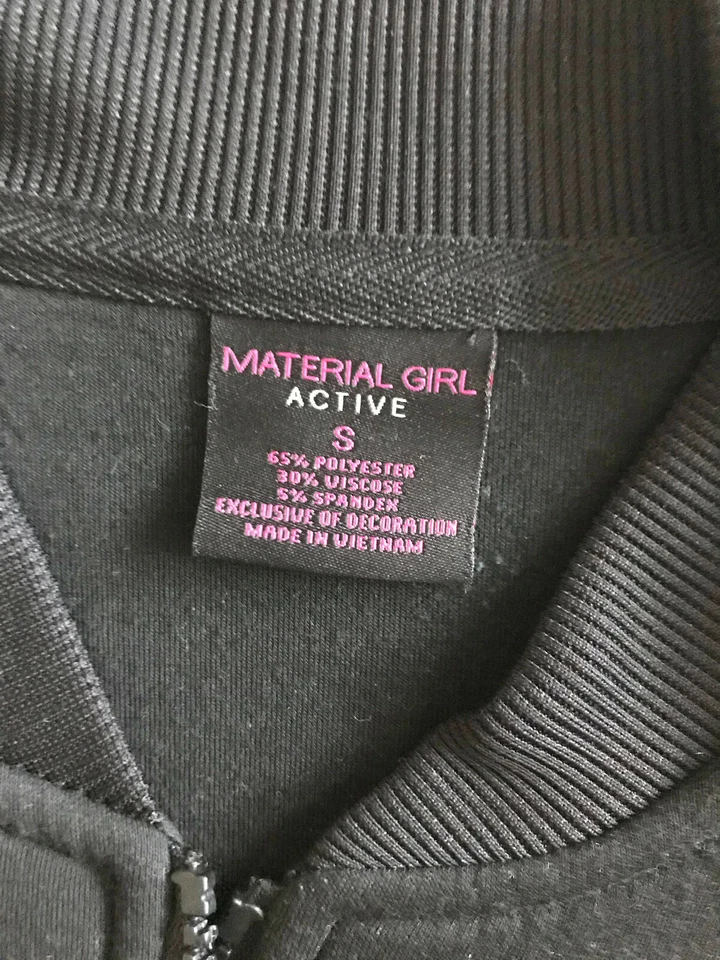 MATERIAL GIRL
ACTIVE
S
65% POLYESTER
30% VISCOSE
5% SPANDEX
EXCLUSIVE OF DECORATION
MADE IN VIETNAM